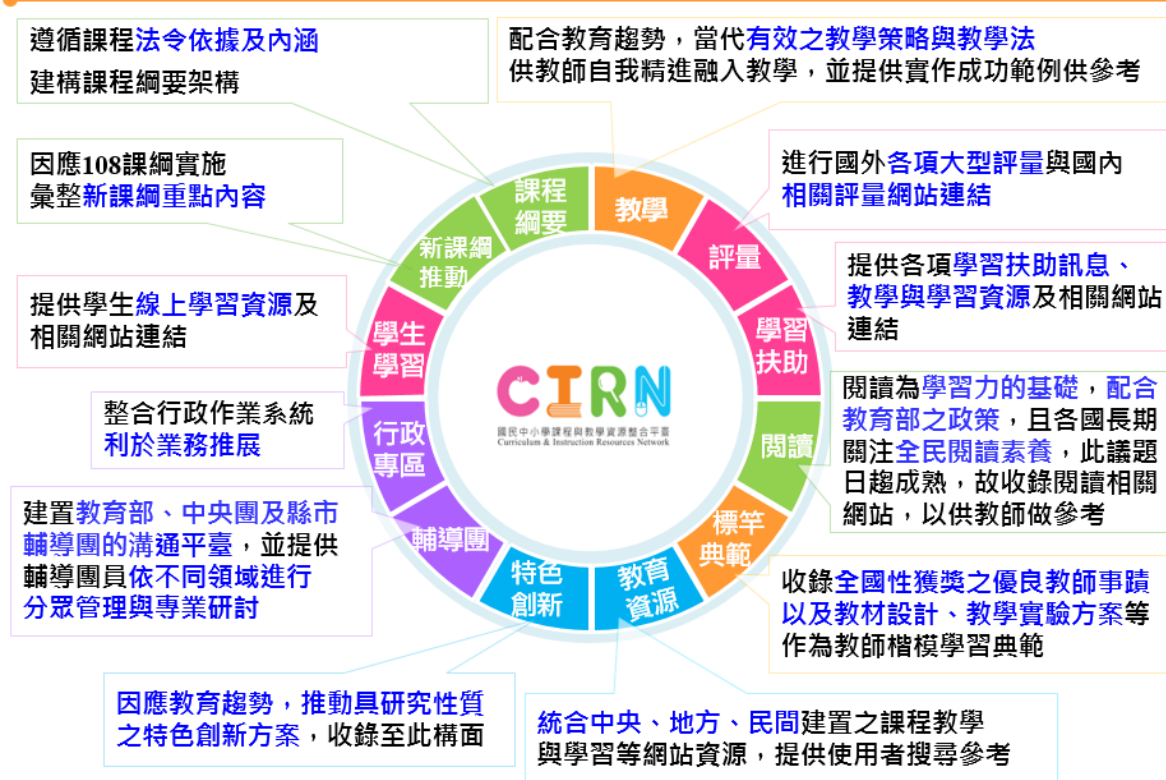 遵循課程法令依據及內涵
建構課程綱要架構
配合教育趨勢，當代有效之教學策略與教學法
供教師自我精進融入教學，並提供實作成功範例供參考
因應108課綱實施
彙整新課綱重點內容
進行國外各項大型評量與國內
相關評量網站連結
提供學生線上學習資源及
相關網站連結
提供各項學習扶助訊息、
教學與學習資源及相關網站
連結
整合行政作業系統
利於業務推展
閱讀為學習力的基礎，配合
教育部之政策，且各國長期
關注全民閱讀素養，此議題
日趨成熟，故收錄閱讀相關
網站，以供教師做參考
建置教育部、中央團及縣市
輔導團的溝通平臺，並提供
輔導團員依不同領域進行
分眾管理與專業研討
收錄全國性獲獎之優良教師事蹟
以及教材設計、教學實驗方案等
作為教師楷模學習典範
因應教育趨勢，推動具研究性質
之特色創新方案，收錄至此構面
統合中央、地方、民間建置之課程教學
與學習等網站資源，提供使用者搜尋參考
課程
綱要
教學
評量
學習
扶助
閱讀
標竿
典範
教育
資源
特色
創新
輔導團
行政
專區
學生
學習
新課綱
推動
CIRN
國民中小學課程與教學資源整合平臺
Curriculum & Instruction Resources Network